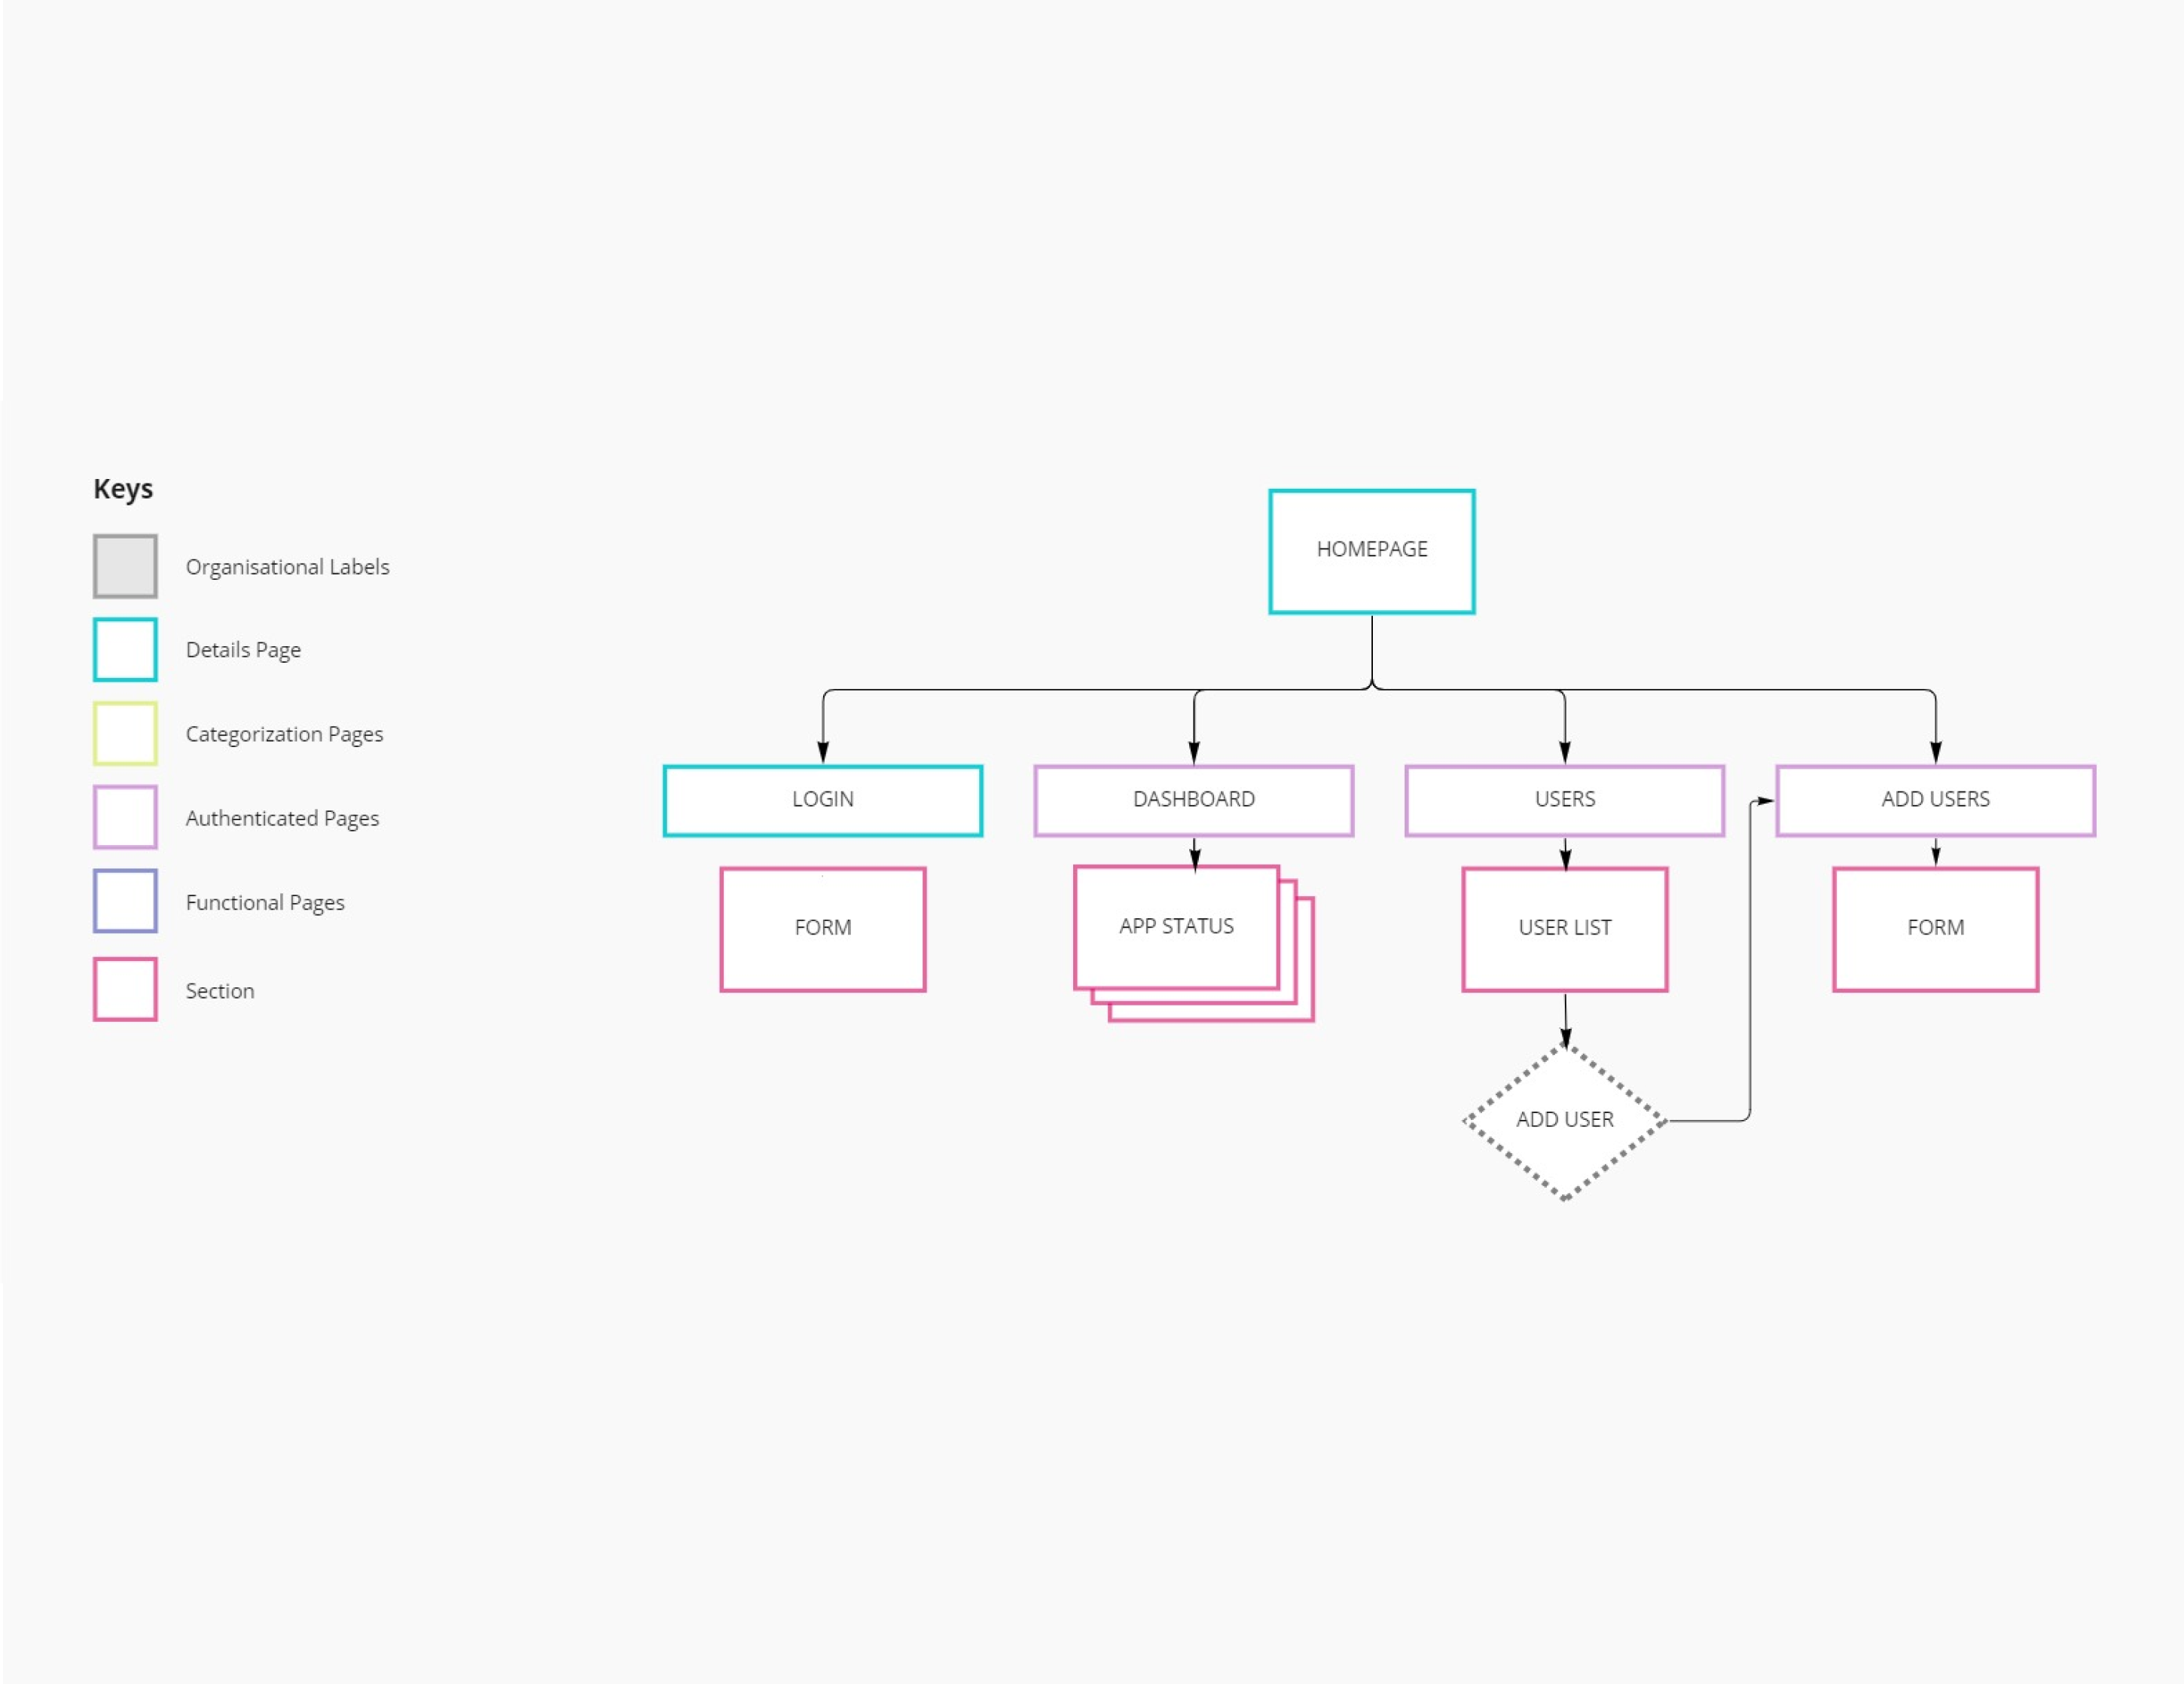 Keys
Organisational Labels
Details Page
Categorization Pages
Authenticated Pages
Functional Pages
Section
HOMEPAGE
LOGIN
DASHBOARD
USERS
ADD USERS
FORM
APP STATUS
USER LIST
FORM
ADD USER